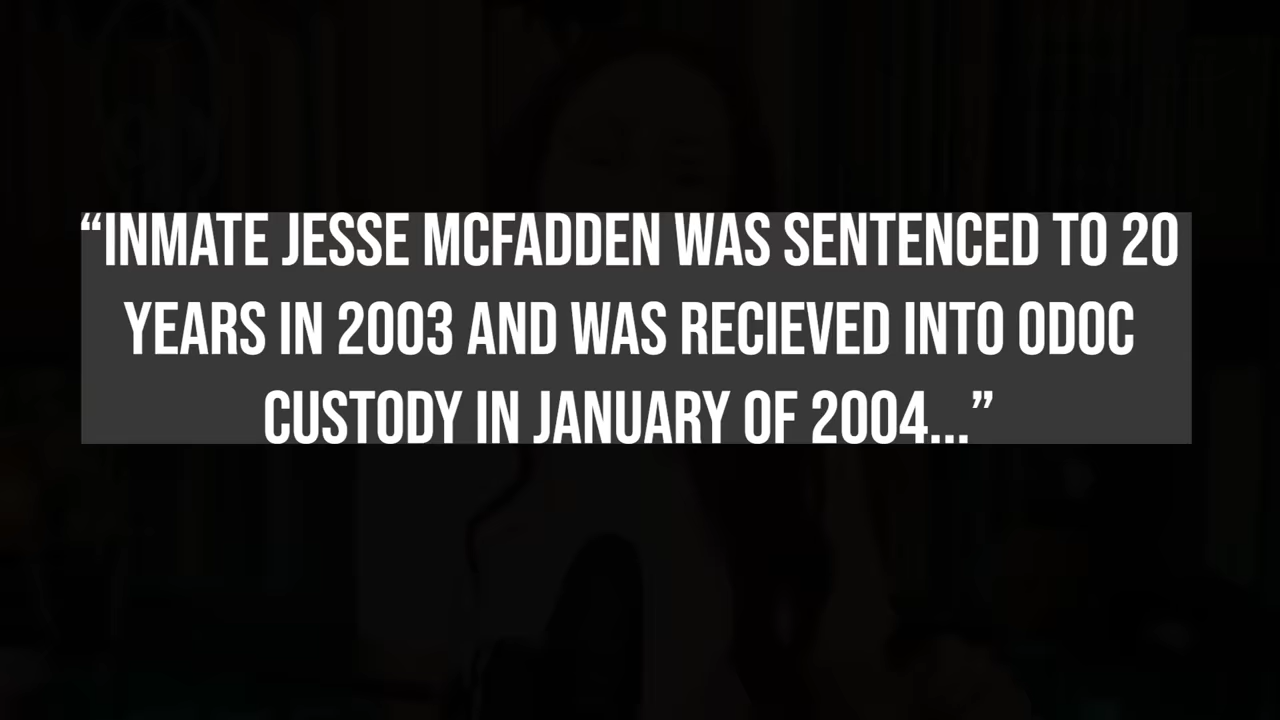 “INMATE JESSE MCFADDEN WAS SENTENCED TO 20
YEARS IN 2003 AND WAS RECIEVED INTO ODOC
CUSTODY IN JANUARY OF 2004...”